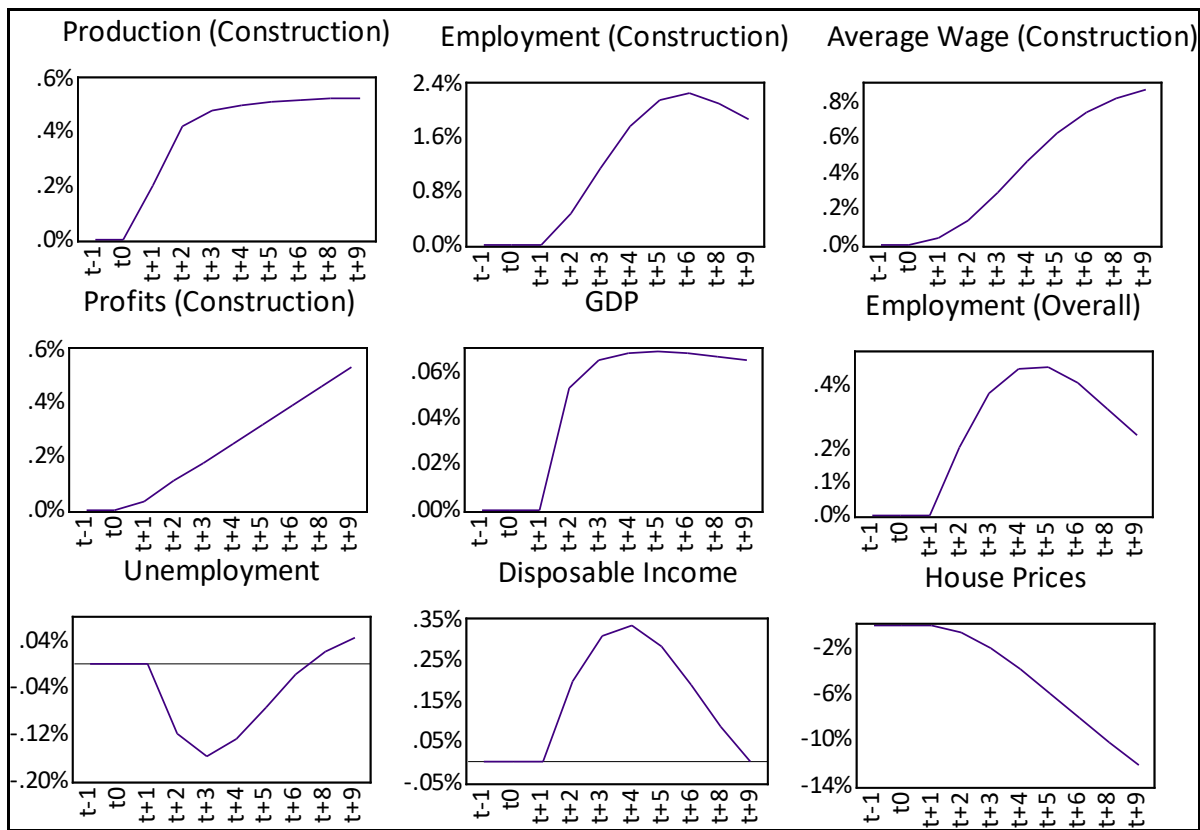 Production (Construction)
Employment (Construction)
Average Wage (Construction)
.6%
.4%
.2%
.0%
t-1 t0 t+1 t+2 t+3 t+4 t+5 t+6 t+8 t+9
2.4%
1.6%
0.8%
0.0%
t-1 t0 t+1 t+2 t+3 t+4 t+5 t+6 t+8 t+9
.8%
.6%
.4%
.2%
.0%
t-1 t0 t+1 t+2 t+3 t+4 t+5 t+6 t+8 t+9
Profits (Construction)
GDP
Employment (Overall)
.6%
.4%
.2%
.0%
t-1 t0 t+1 t+2 t+3 t+4 t+5 t+6 t+8 t+9
.06%
.04%
.02%
.00%
t-1 t0 t+1 t+2 t+3 t+4 t+5 t+6 t+8 t+9
.4%
.2%
.1%
.0%
t-1 t0 t+1 t+2 t+3 t+4 t+5 t+6 t+8 t+9
Unemployment
Disposable Income
House Prices
.04%
-.04%
-.12%
-.20%
t-1 t0 t+1 t+2 t+3 t+4 t+5 t+6 t+8 t+9
.35%
.25%
.15%
.05%
-.05%
t-1 t0 t+1 t+2 t+3 t+4 t+5 t+6 t+8 t+9
-2%
-6%
-10%
-14%
t-1 t0 t+1 t+2 t+3 t+4 t+5 t+6 t+8 t+9